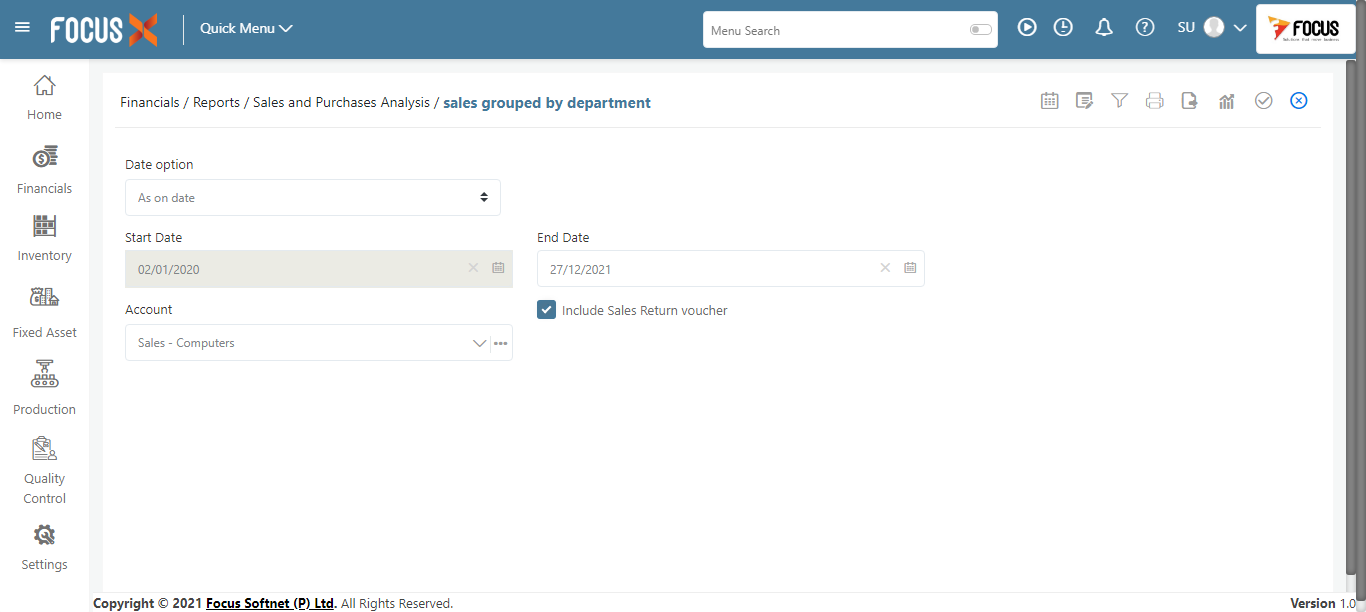 FOCUS X
Quick Menu
Menu Search
SU
FOCUS
Home
Financials
Inventory
Fixed Asset
Production
Quality
Control
Settings
Financials / Reports / Sales and Purchases Analysis / sales grouped by department
Date option
As on date
Start Date
End Date
02/01/2020
27/12/2021
Account
Include Sales Return voucher
Sales - Computers
Copyright © 2021 Focus Softnet (P) Ltd. All Rights Reserved.
Version 1.0